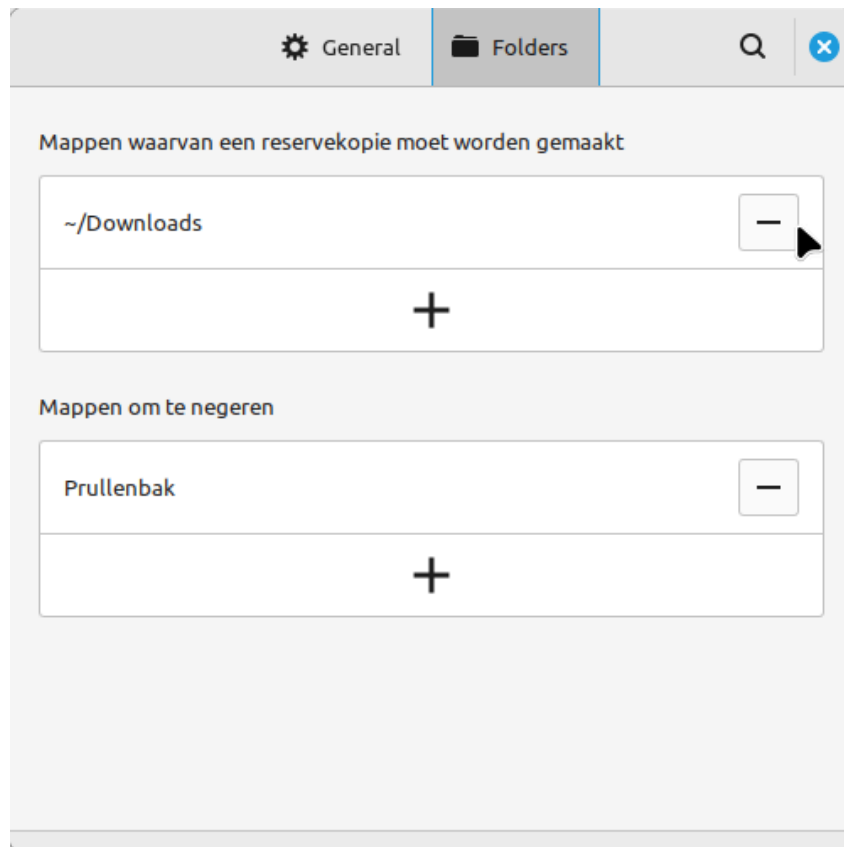 General
Folders
Mappen waarvan een reservekopie moet worden gemaakt
~/Downloads
Mappen om te negeren
Prullenbak